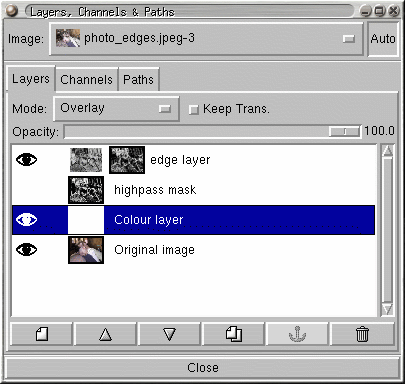 Layers, Channels & Paths
Image: photo_edges.jpeg-3 Auto
Layers Channels Paths
Mode: Overlay Keep Trans.
Opacity: 100.0
edge layer
highpass mask
Colour layer
Original image
Close